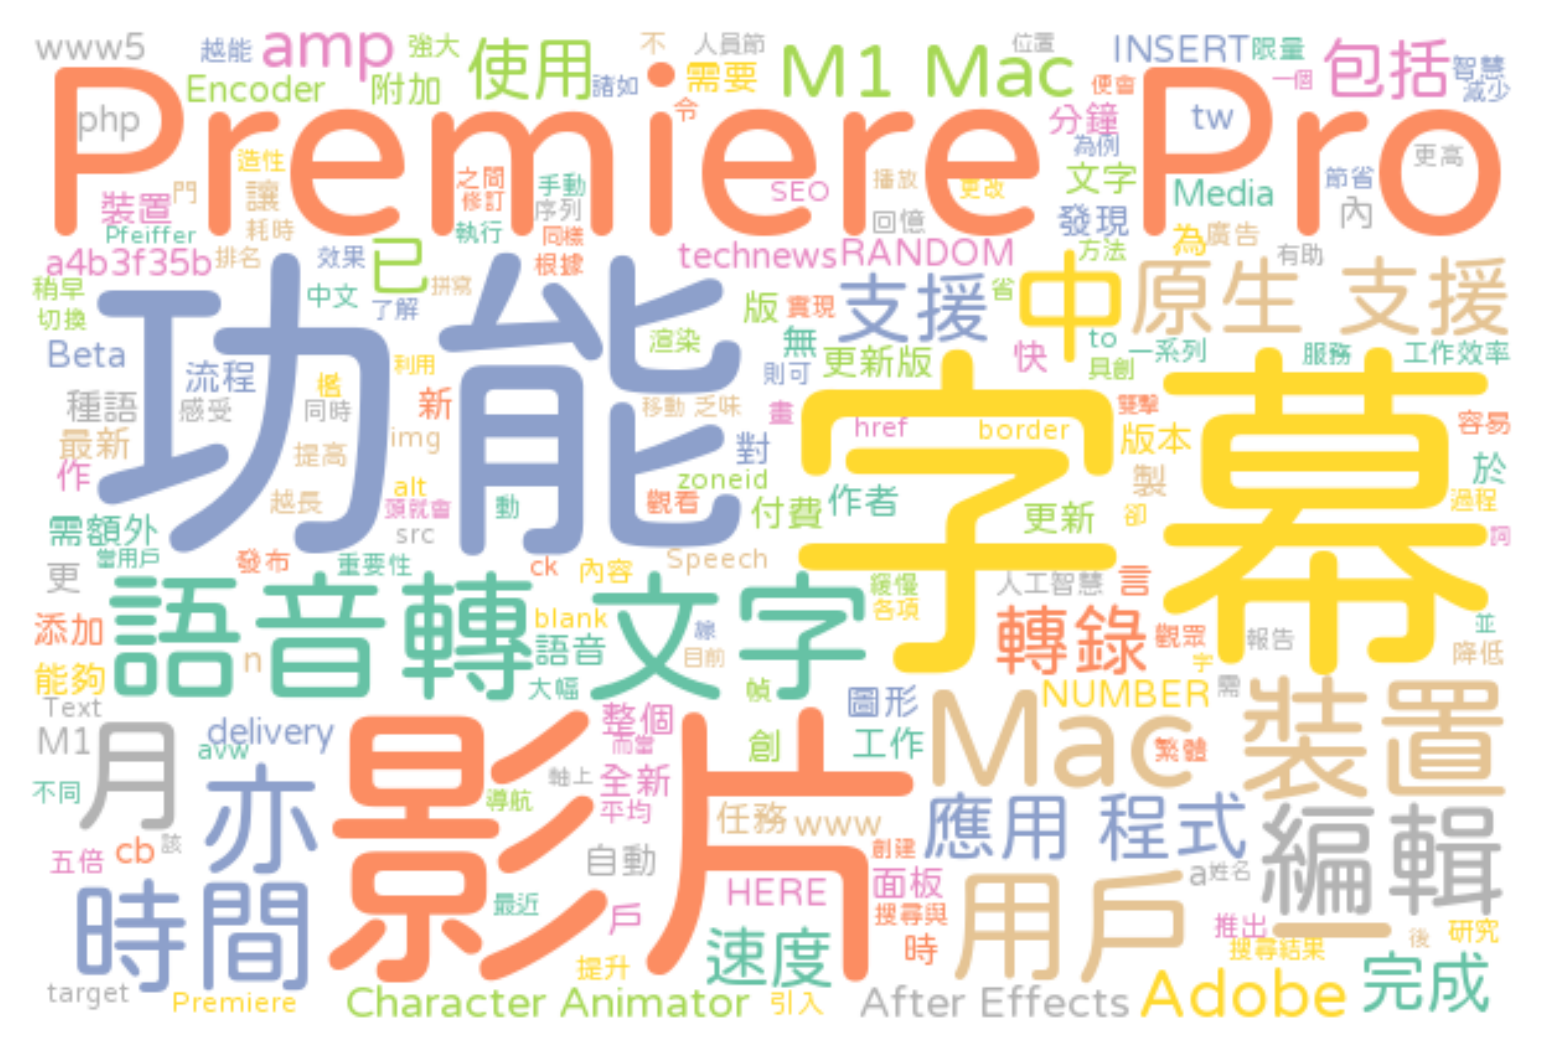 www5 越能 amp 強大 使用 不 人員節 M1 Mac 位置 INSERT 限量 包括 智慧
Encoder 附加 諸如 需要 便會 一個 減少
Premiere Pro
php 令 分鐘 tw
造性 為例 更高
門 讓 之間 手動 SEO 播放 更改 文字 Media 節省
裝置 修訂 序列 回憶 發現 內
Pfeiffer 耗時 執行 同樣 為 廣告
a4b3f35b 排名 效果 已 根據 technews RANDOM 方法 有助
稍早 中文 了解 拼寫 版 實現 支援 省 中 原生 支援
切換
Beta 流程 利用 渲染 無 更新版 快 to 一系列 服務 工作效率
功能 則可 具創
種語 感受 檻 同時 新 移動 乏味 畫 字幕 雙擊
最新 提高 img 對 href border 版本 容易
作 越長 alt zoneid 製 於
需額外 頭就會 動 觀看 付費 作者 更新 卻 過程
當用戶 src 詞
更 發布 重要性 ck 內容 Speech 人工智慧 言
語音轉文字 緩慢
添加 blank 語音 線 各項 轉錄 觀眾 報告 並
能夠 n 大幅 目前 字 降低
Text 幀 圖形 NUMBER 需
M1 月 delivery 整個 Mac 裝置
avw 影片 而當 創 工作 繁體
不同 亦 軸上 全新
導航 平均 任務 www 應用 程式 編輯
五倍 cb 該 自動 創建
時間 最近 戶 HERE 面板 用戶 a 姓名
搜尋與 推出 一 後 研究
提升 速度 時 搜尋結果 完成
target Premiere Character Animator 引入 After Effects Adobe